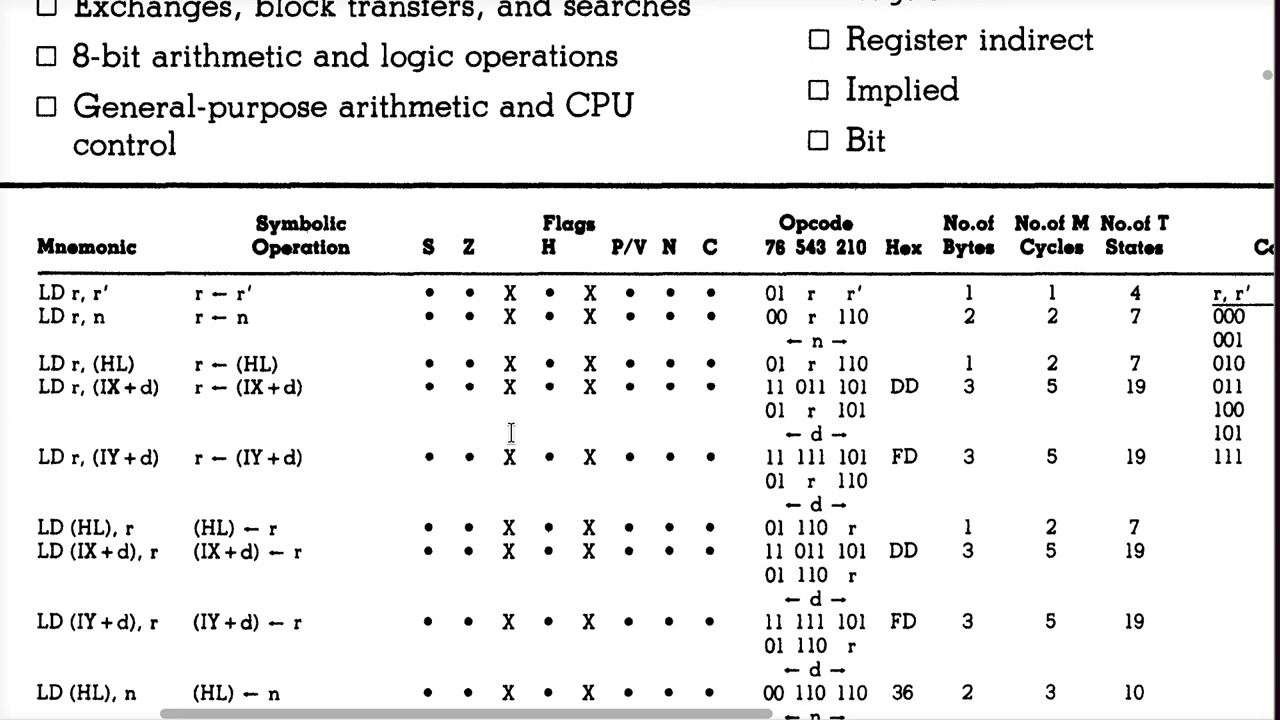 Exchanges, block transfers, and searches
☐ 8-bit arithmetic and logic operations
☐ General-purpose arithmetic and CPU
control
☐ Register indirect
☐ Implied
☐ Bit
Symbolic Flags Opcode No.of No.of M No.of T
Mnemonic Operation S Z H P/V N C 76 543 210 Hex Bytes Cycles States
LD r, r' r ← r' • • X • X • • • 01 r r' 1 1 4 r, r'
LD r, n r ← n • • X • X • • • 00 r 110 2 2 7 000
← n → 001
LD r, (HL) r ← (HL) • • X • X • • • 01 r 110 1 2 7 010
LD r, (IX+d) r ← (IX+d) • • X • X • • • 11 011 101 DD 3 5 19 011
01 r 101 100
← d → 101
LD r, (IY+d) r ← (IY+d) • • X • X • • • 11 111 101 FD 3 5 19 111
01 r 110
← d →
LD (HL), r (HL) ← r • • X • X • • • 01 110 r 1 2 7
LD (IX+d), r (IX+d) ← r • • X • X • • • 11 011 101 DD 3 5 19
01 110 r
← d →
LD (IY+d), r (IY+d) ← r • • X • X • • • 11 111 101 FD 3 5 19
01 110 r
← d →
LD (HL), n (HL) ← n • • X • X • • • 00 110 110 36 2 3 10
← n →